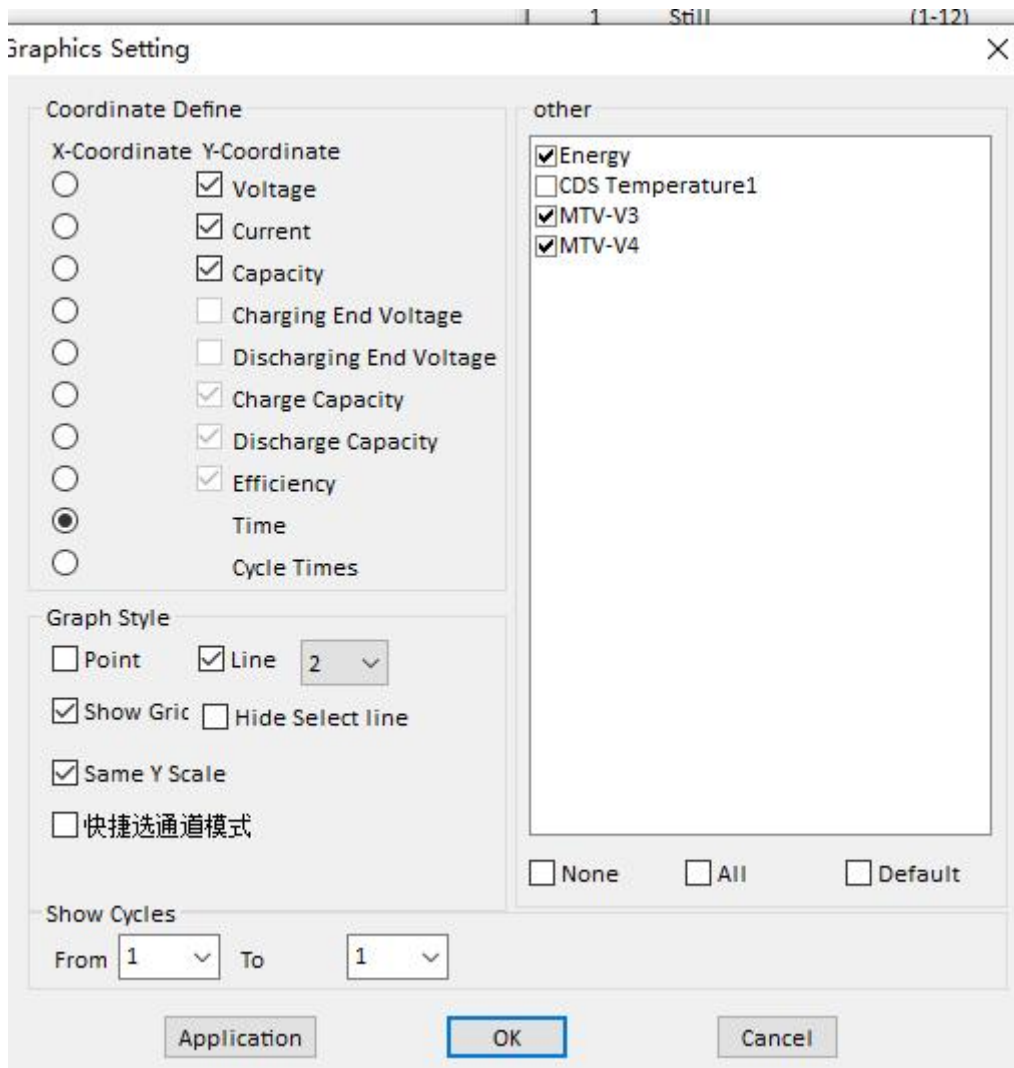 1 Still (1-12)
Graphics Setting
Coordinate Define
X-Coordinate Y-Coordinate
Voltage
Current
Capacity
Charging End Voltage
Discharging End Voltage
Charge Capacity
Discharge Capacity
Efficiency
Time
Cycle Times
other
Energy
CDS Temperature1
MTV-V3
MTV-V4
None All Default
Graph Style
Point Line 2
Show Gric Hide Select line
Same Y Scale
快捷选通道模式
Show Cycles
From 1 To 1
Application OK Cancel